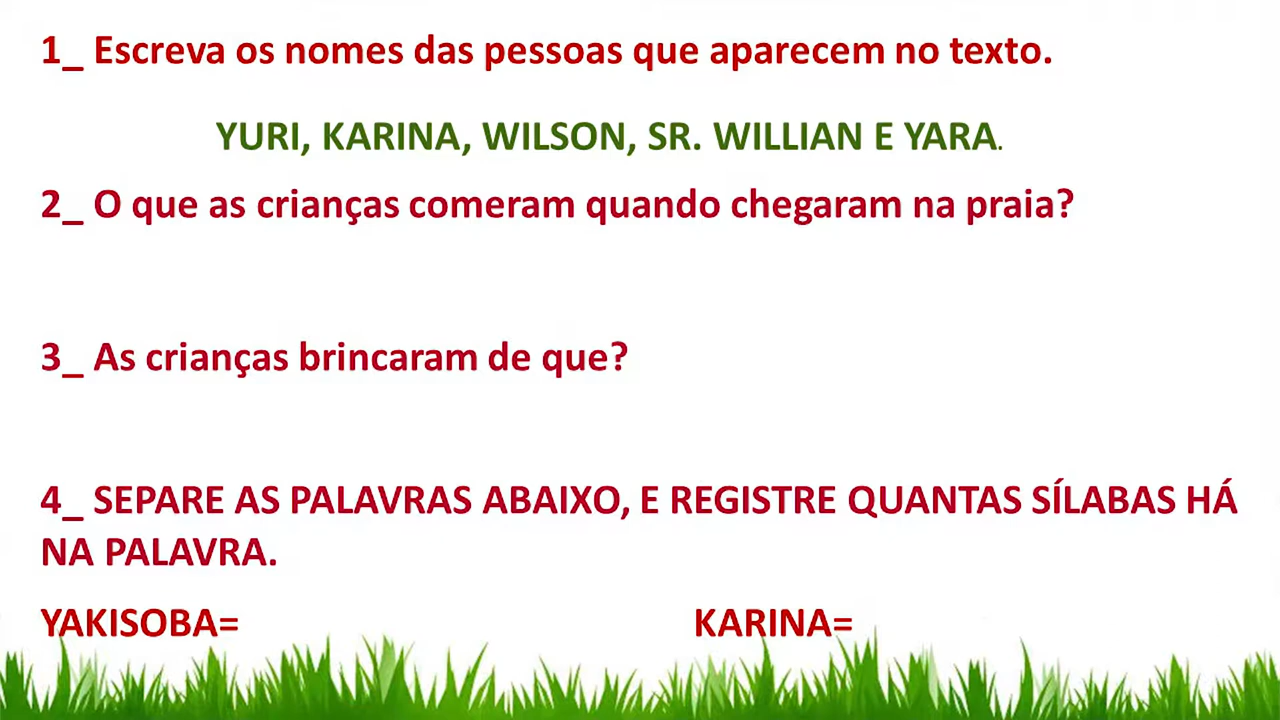 1_ Escreva os nomes das pessoas que aparecem no texto.
YURI, KARINA, WILSON, SR. WILLIAN E YARA.
2_ O que as crianças comeram quando chegaram na praia?
3_ As crianças brincaram de que?
4_ SEPARE AS PALAVRAS ABAIXO, E REGISTRE QUANTAS SÍLABAS HÁ
NA PALAVRA.
YAKISOBA= KARINA=